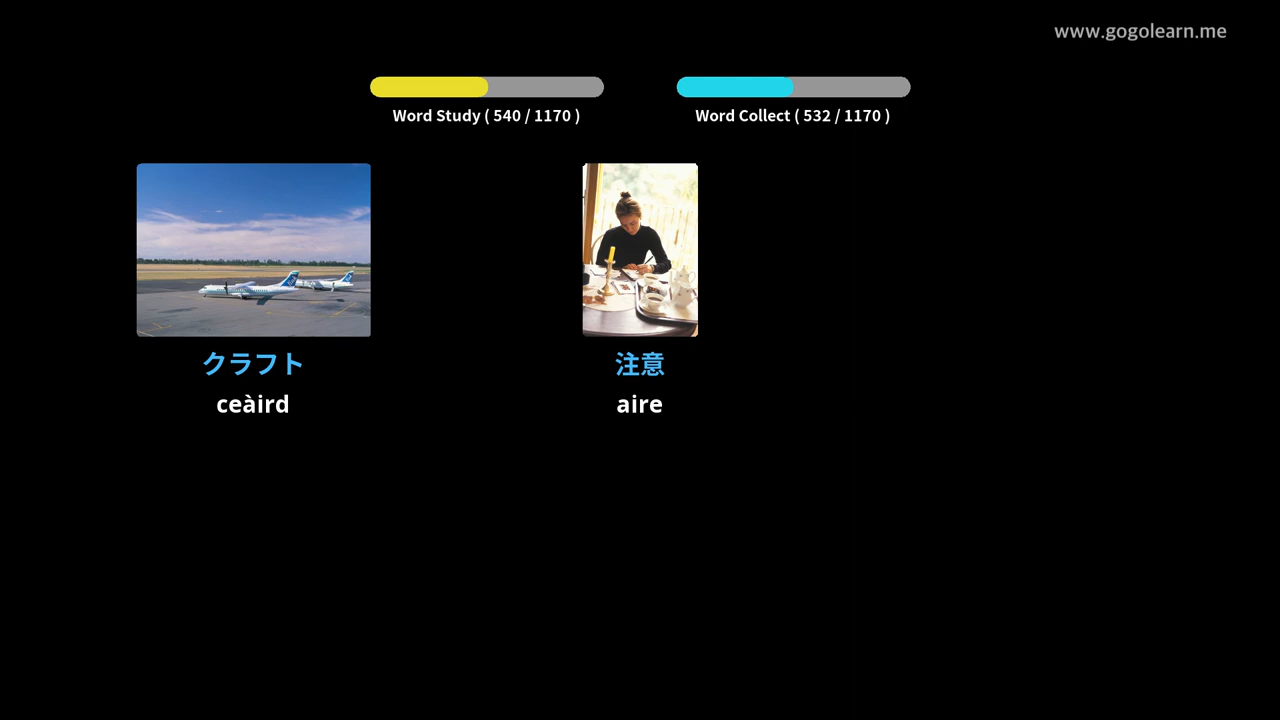 www.gogolearn.me
Word Study ( 540 / 1170 )
Word Collect ( 532 / 1170 )
クラフト
ceàird
注意
aire